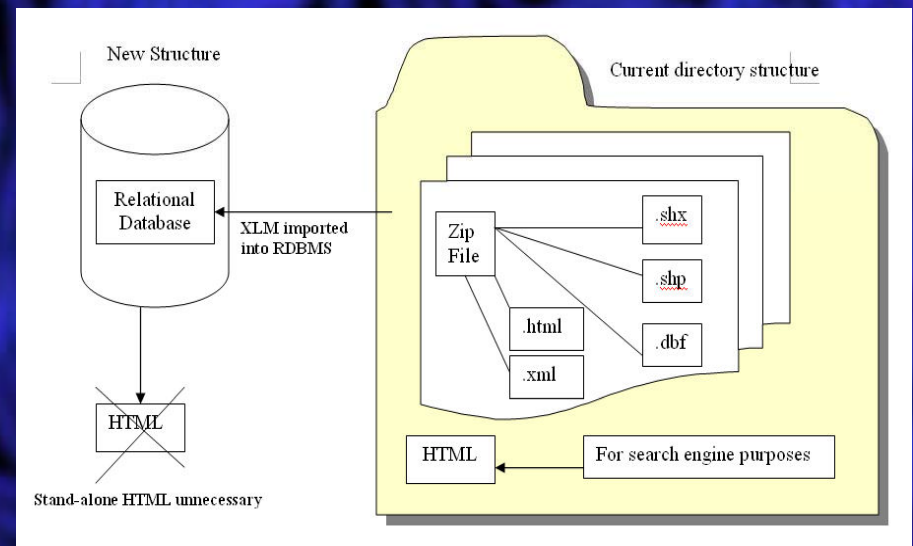 New Structure
Current directory structure
Relational
Database
XLM imported
into RDBMS
Zip
File
.shx
.shp
.dbf
.html
.xml
HTML
Stand-alone HTML unnecessary
HTML
For search engine purposes